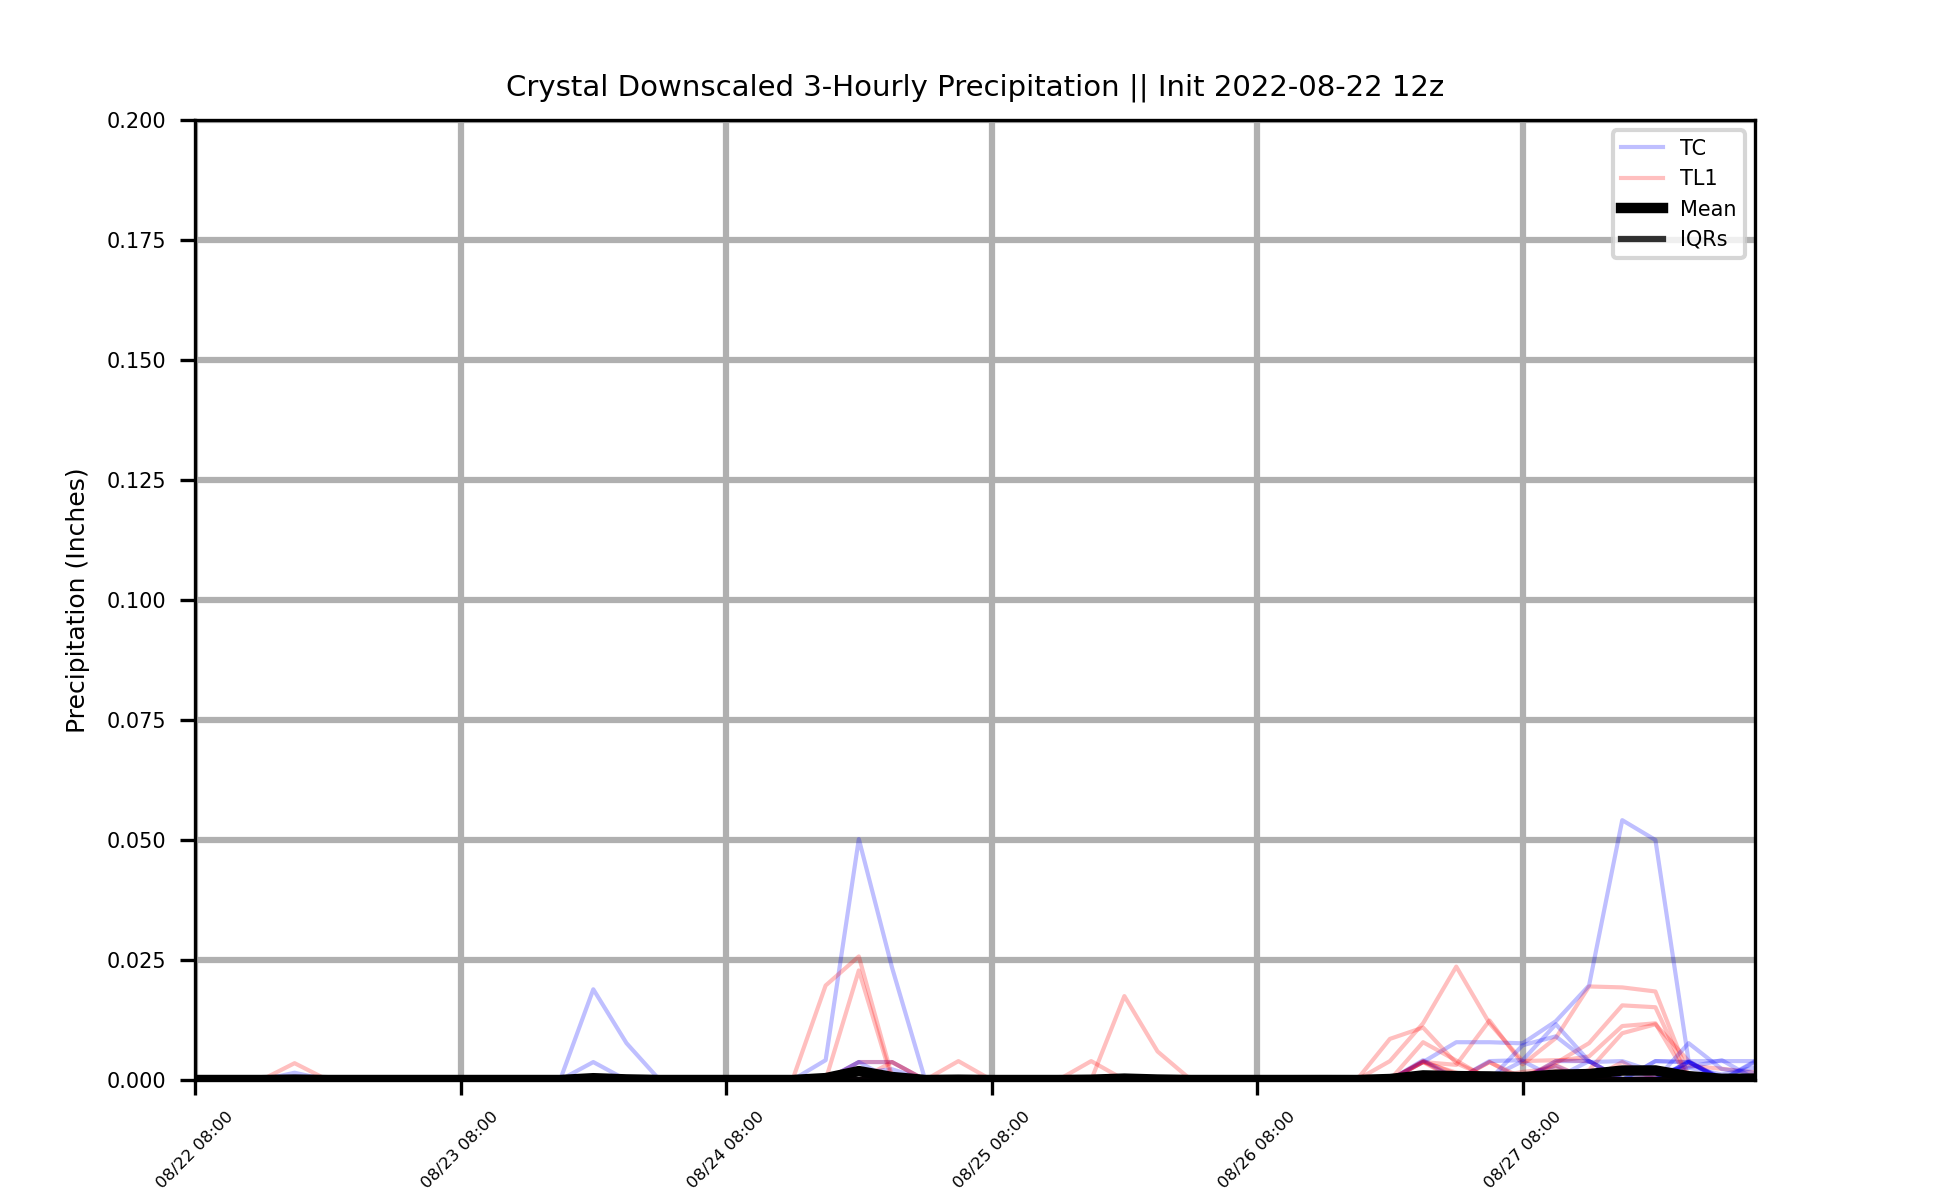 Crystal Downscaled 3-Hourly Precipitation || Init 2022-08-22 12z
TC
TL1
Mean
IQRs
Precipitation (Inches)
0.200
0.175
0.150
0.125
0.100
0.075
0.050
0.025
0.000
08/22 08:00
08/23 08:00
08/24 08:00
08/25 08:00
08/26 08:00
08/27 08:00